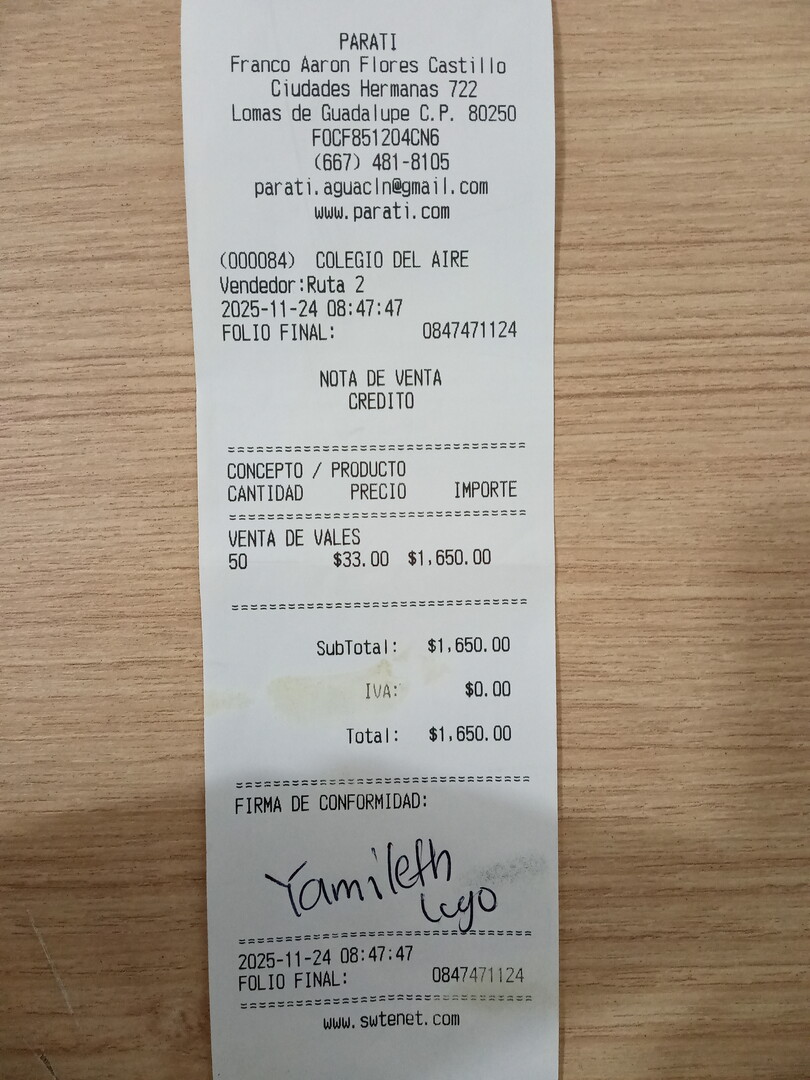 PARATI
Franco Aaron Flores Castillo
Ciudades Hermanas 722
Lomas de Guadalupe C.P. 80250
FOCF851204CN6
(667) 481-8105
parati.aguacln@gmail.com
www.parati.com
(000084) COLEGIO DEL AIRE
Vendedor:Ruta 2
2025-11-24 08:47:47
FOLIO FINAL: 0847471124
NOTA DE VENTA
CREDITO
CONCEPTO / PRODUCTO
CANTIDAD PRECIO IMPORTE
VENTA DE VALES
50 $33.00 $1,650.00
SubTotal: $1,650.00
IVA: $0.00
Total: $1,650.00
FIRMA DE CONFORMIDAD:
Yamileth
Lugo
2025-11-24 08:47:47
FOLIO FINAL: 0847471124
www.swtenet.com